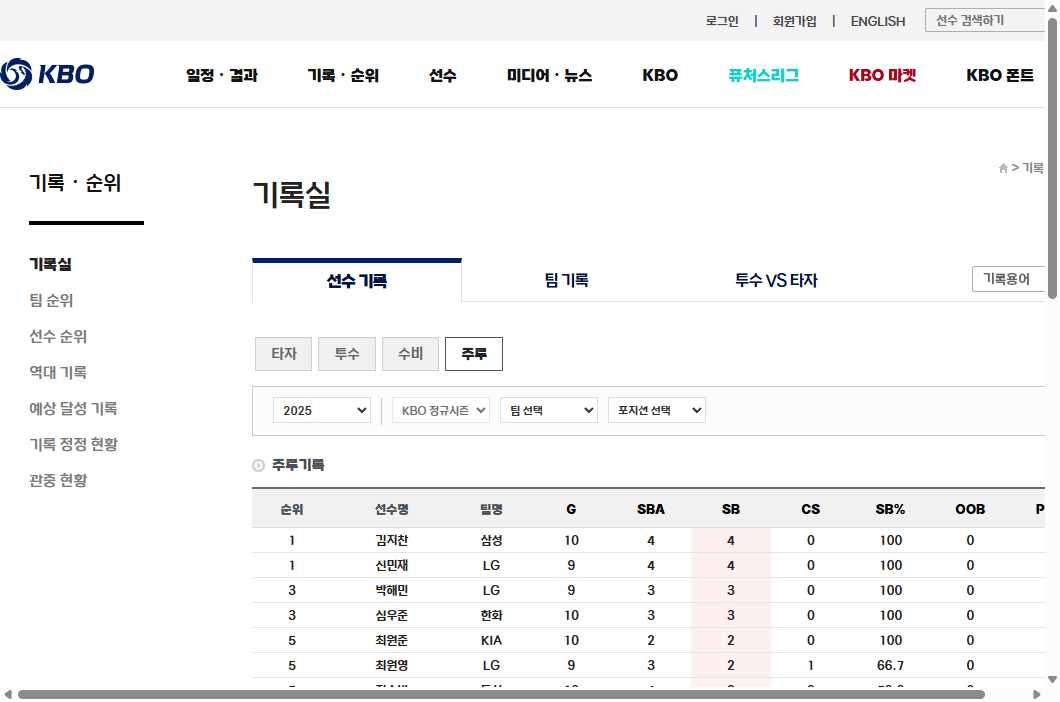 로그인 | 회원가입 | ENGLISH 선수 검색하기
KBO 일정 · 결과 기록 · 순위 선수 미디어 · 뉴스 KBO 퓨처스리그 KBO 마켓 KBO 폰트
> 기록
기록 · 순위
기록실
기록실
팀 순위
선수 순위
역대 기록
예상 달성 기록
기록 정정 현황
관중 현황
선수 기록 팀 기록 투수 VS 타자 기록용어
타자 투수 수비 주루
2025 KBO 정규시즌 팀 선택 포지션 선택
주루기록
순위 선수명 팀명 G SBA SB CS SB% OOB P
1 김지찬 삼성 10 4 4 0 100 0
1 신민재 LG 9 4 4 0 100 0
3 박해민 LG 9 3 3 0 100 0
3 심우준 한화 10 3 3 0 100 0
5 최원준 KIA 10 2 2 0 100 0
5 최원영 LG 9 3 2 1 66.7 0